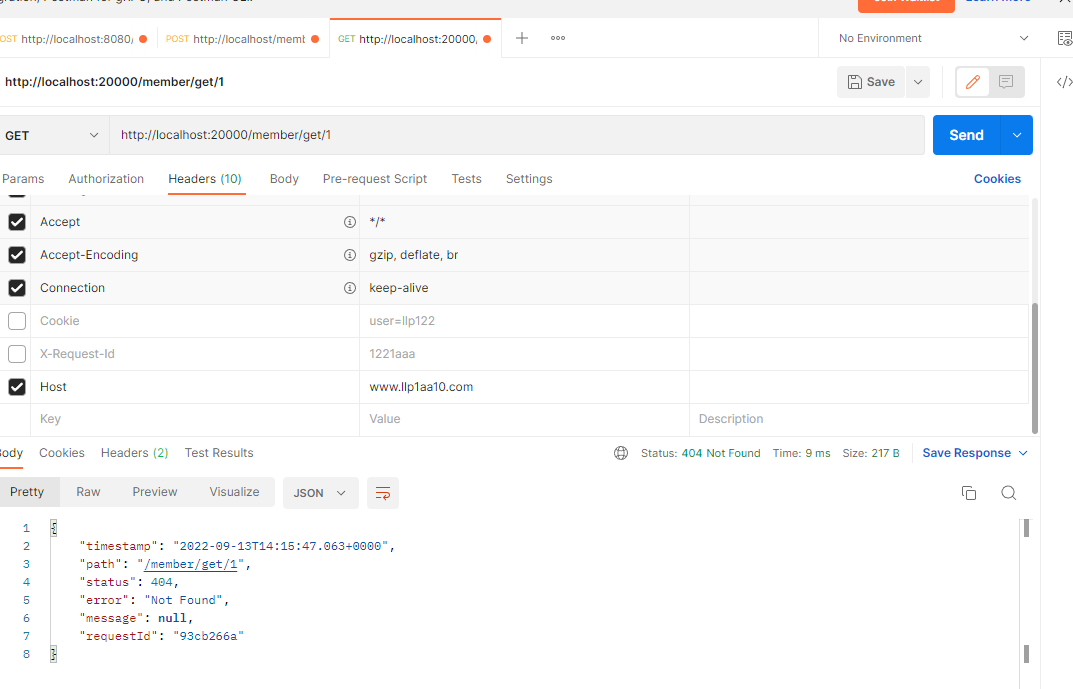 OST http://localhost:8080/ POST http://localhost/memb GET http://localhost:20000, No Environment
http://localhost:20000/member/get/1 Save
GET http://localhost:20000/member/get/1 Send
Params Authorization Headers (10) Body Pre-request Script Tests Settings Cookies
Accept */*
Accept-Encoding gzip, deflate, br
Connection keep-alive
Cookie user=llp122
X-Request-Id 1221aaa
Host www.llp1aa10.com
Key Value Description
Body Cookies Headers (2) Test Results Status: 404 Not Found Time: 9 ms Size: 217 B Save Response
Pretty Raw Preview Visualize JSON
1 {
2 "timestamp": "2022-09-13T14:15:47.063+0000",
3 "path": "/member/get/1",
4 "status": 404,
5 "error": "Not Found",
6 "message": null,
7 "requestId": "93cb266a"
8 }